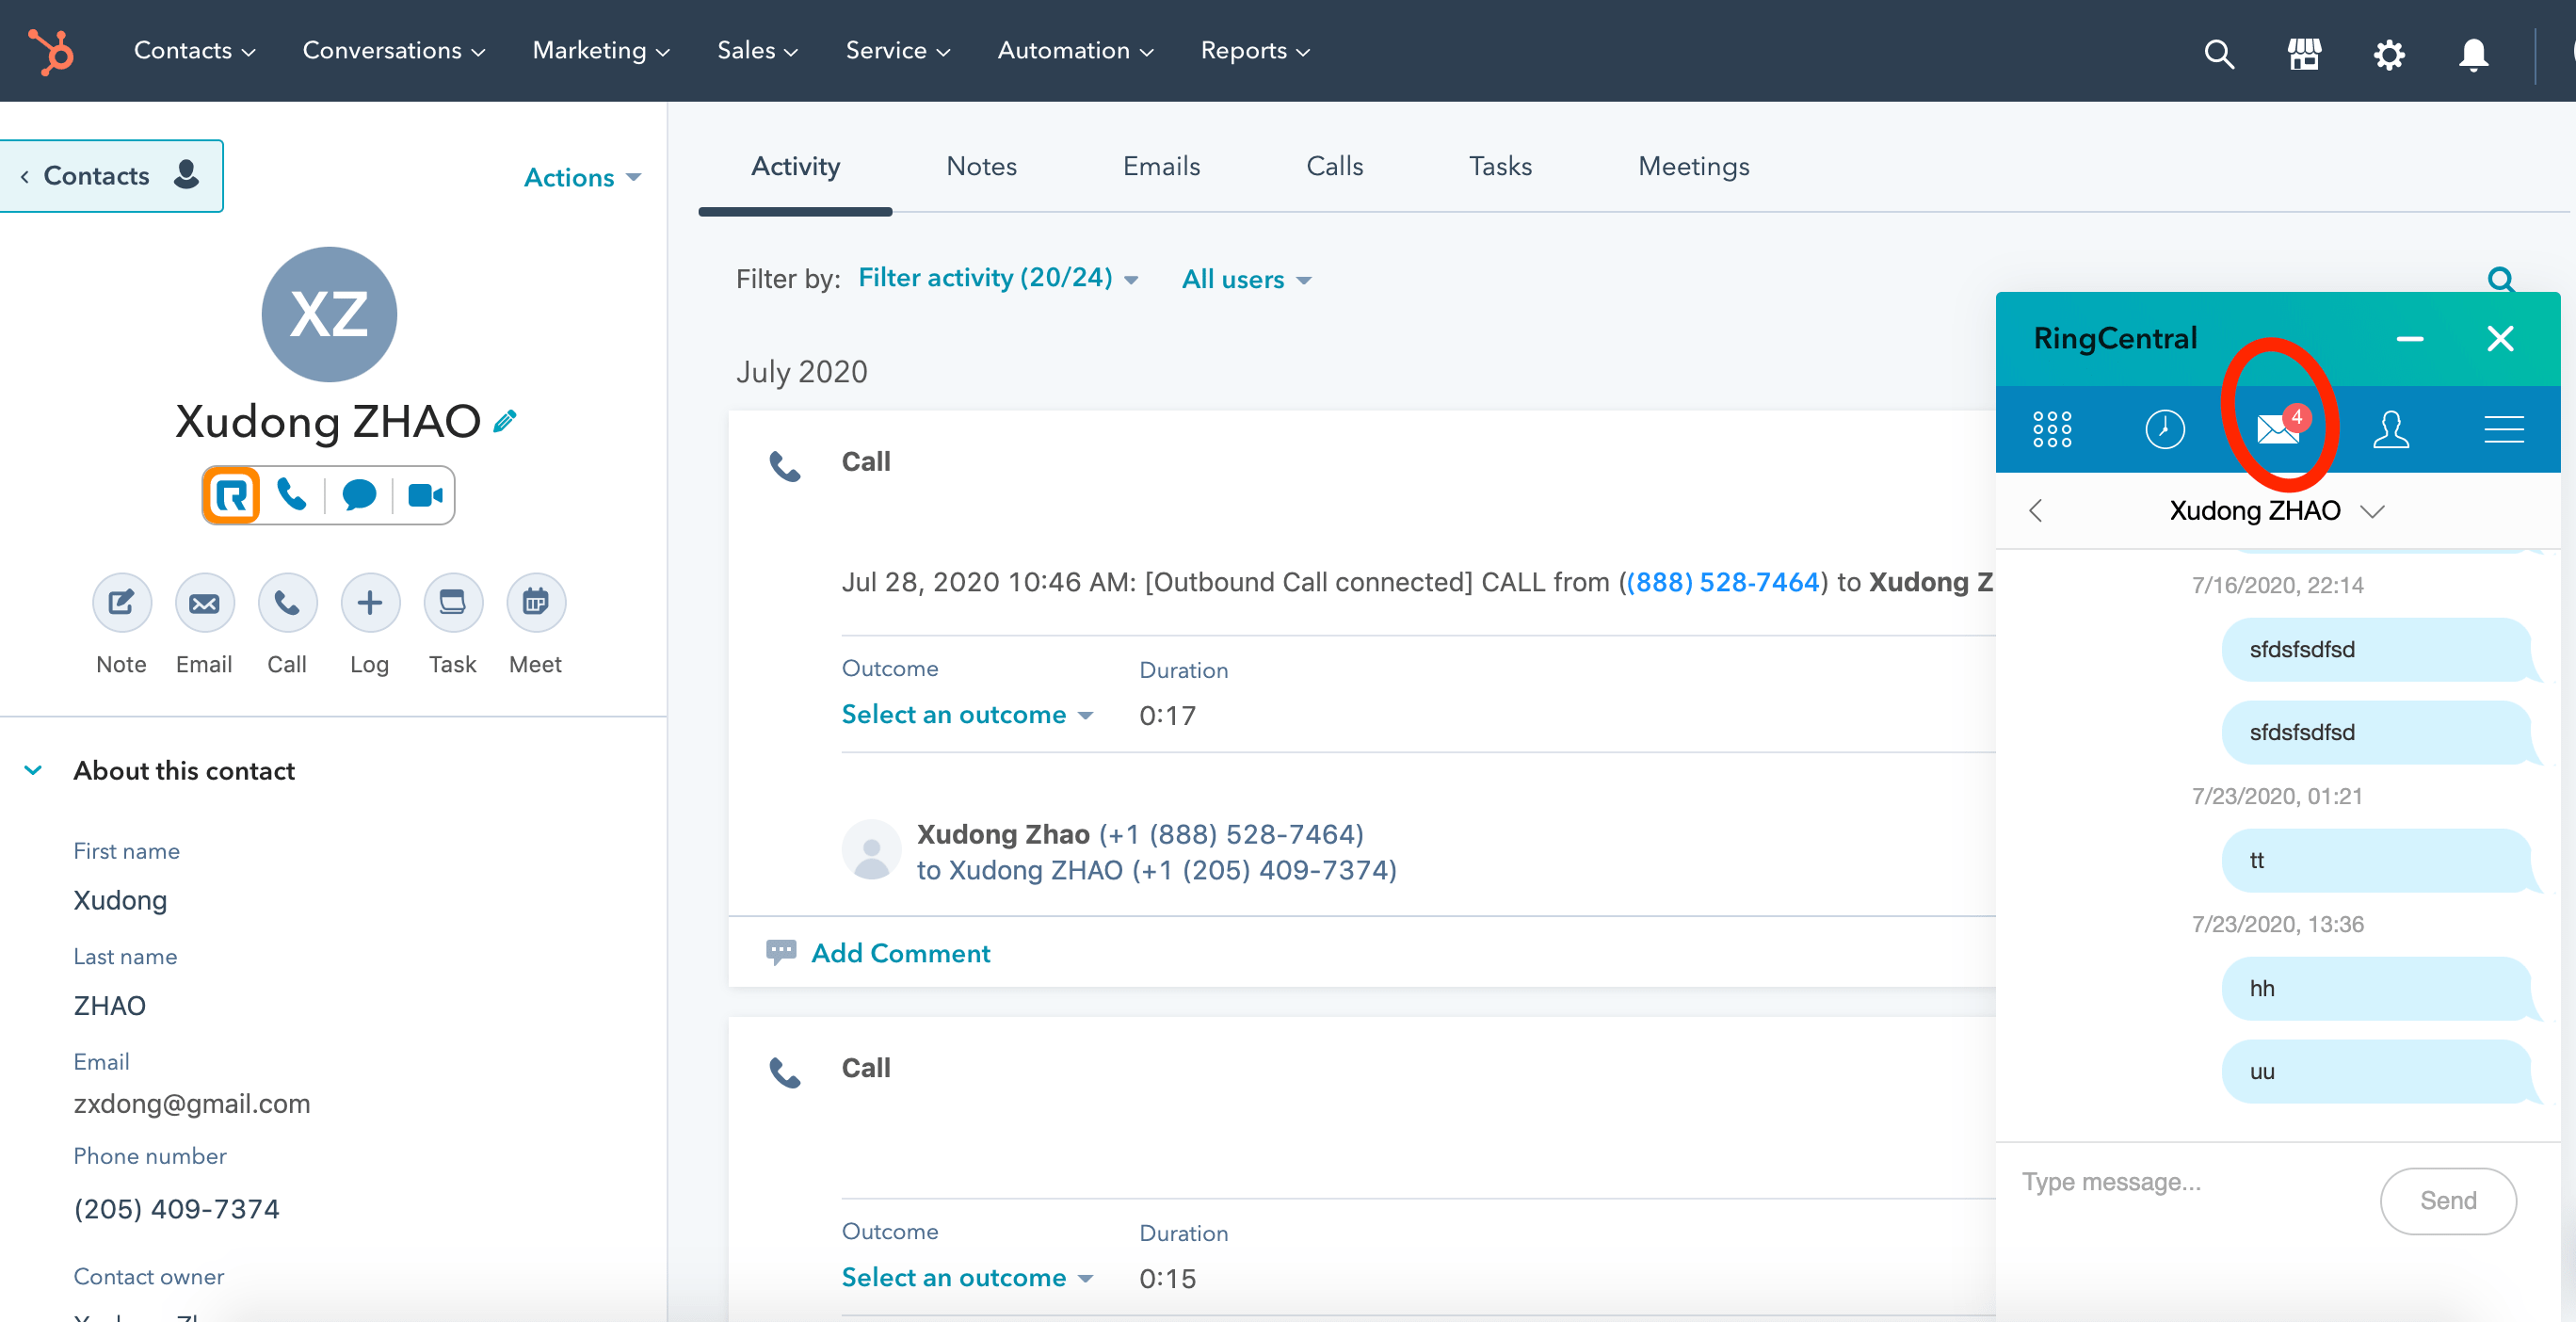 Contacts
Conversations
Marketing
Sales
Service
Automation
Reports
Contacts
Actions
XZ
Xudong ZHAO
Note
Email
Call
Log
Task
Meet
About this contact
First name
Xudong
Last name
ZHAO
Email
zxdong@gmail.com
Phone number
(205) 409-7374
Contact owner
Activity
Notes
Emails
Calls
Tasks
Meetings
Filter by: Filter activity (20/24) All users
July 2020
Call
Jul 28, 2020 10:46 AM: [Outbound Call connected] CALL from ((888) 528-7464) to Xudong Z
Outcome Duration
Select an outcome 0:17
Xudong Zhao (+1 (888) 528-7464)
to Xudong ZHAO (+1 (205) 409-7374)
Add Comment
Call
Outcome Duration
Select an outcome 0:15
RingCentral
4
Xudong ZHAO
7/16/2020, 22:14
sfdsfsdfsd
sfdsfsdfsd
7/23/2020, 01:21
tt
7/23/2020, 13:36
hh
uu
Type message...
Send